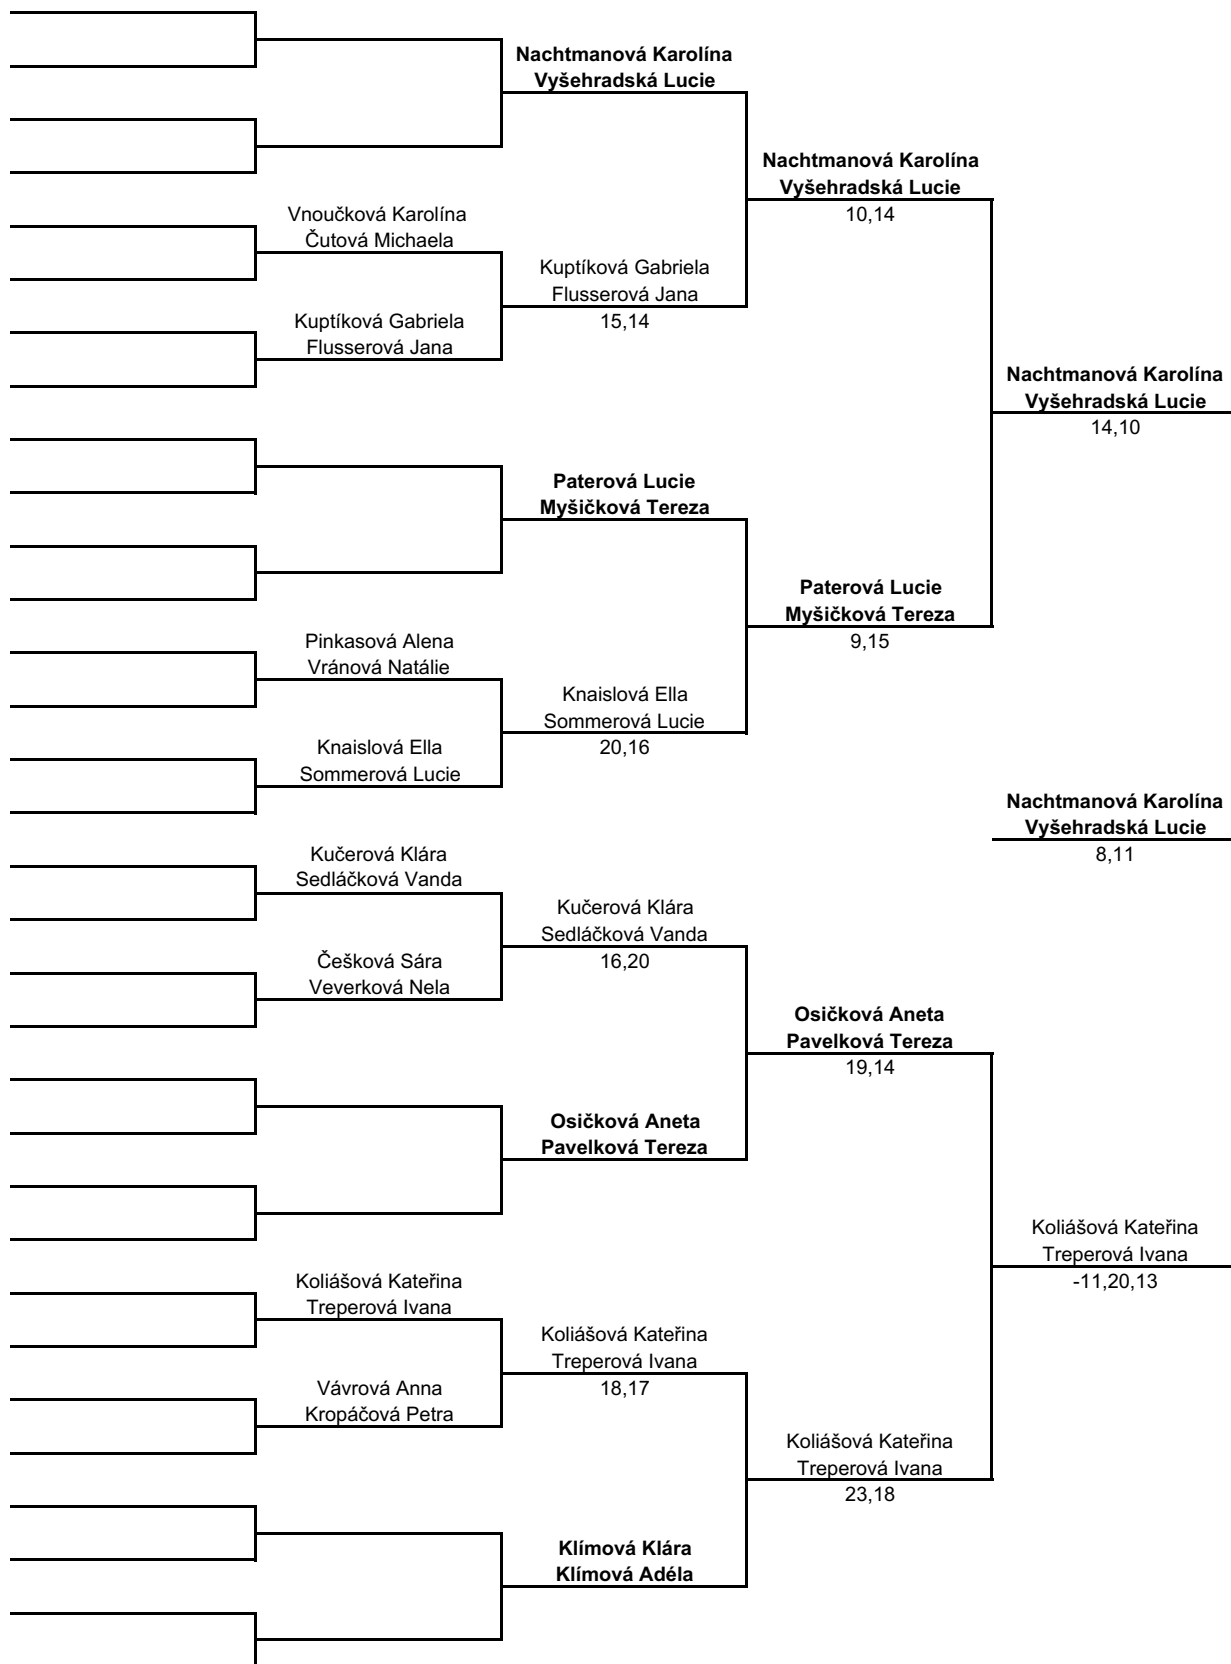 Nachtmanová Karolína
Vyšehradská Lucie
Nachtmanová Karolína
Vyšehradská Lucie
10,14
Vnoučková Karolína
Čutová Michaela
Kuptíková Gabriela
Flusserová Jana
15,14
Kuptíková Gabriela
Flusserová Jana
Nachtmanová Karolína
Vyšehradská Lucie
14,10
Paterová Lucie
Myšičková Tereza
Paterová Lucie
Myšičková Tereza
9,15
Pinkasová Alena
Vránová Natálie
Knaislová Ella
Sommerová Lucie
20,16
Knaislová Ella
Sommerová Lucie
Nachtmanová Karolína
Vyšehradská Lucie
8,11
Kučerová Klára
Sedláčková Vanda
Kučerová Klára
Sedláčková Vanda
16,20
Češková Sára
Veverková Nela
Osičková Aneta
Pavelková Tereza
19,14
Osičková Aneta
Pavelková Tereza
Koliášová Kateřina
Treperová Ivana
-11,20,13
Koliášová Kateřina
Treperová Ivana
Koliášová Kateřina
Treperová Ivana
18,17
Vávrová Anna
Kropáčová Petra
Koliášová Kateřina
Treperová Ivana
23,18
Klímová Klára
Klímová Adéla